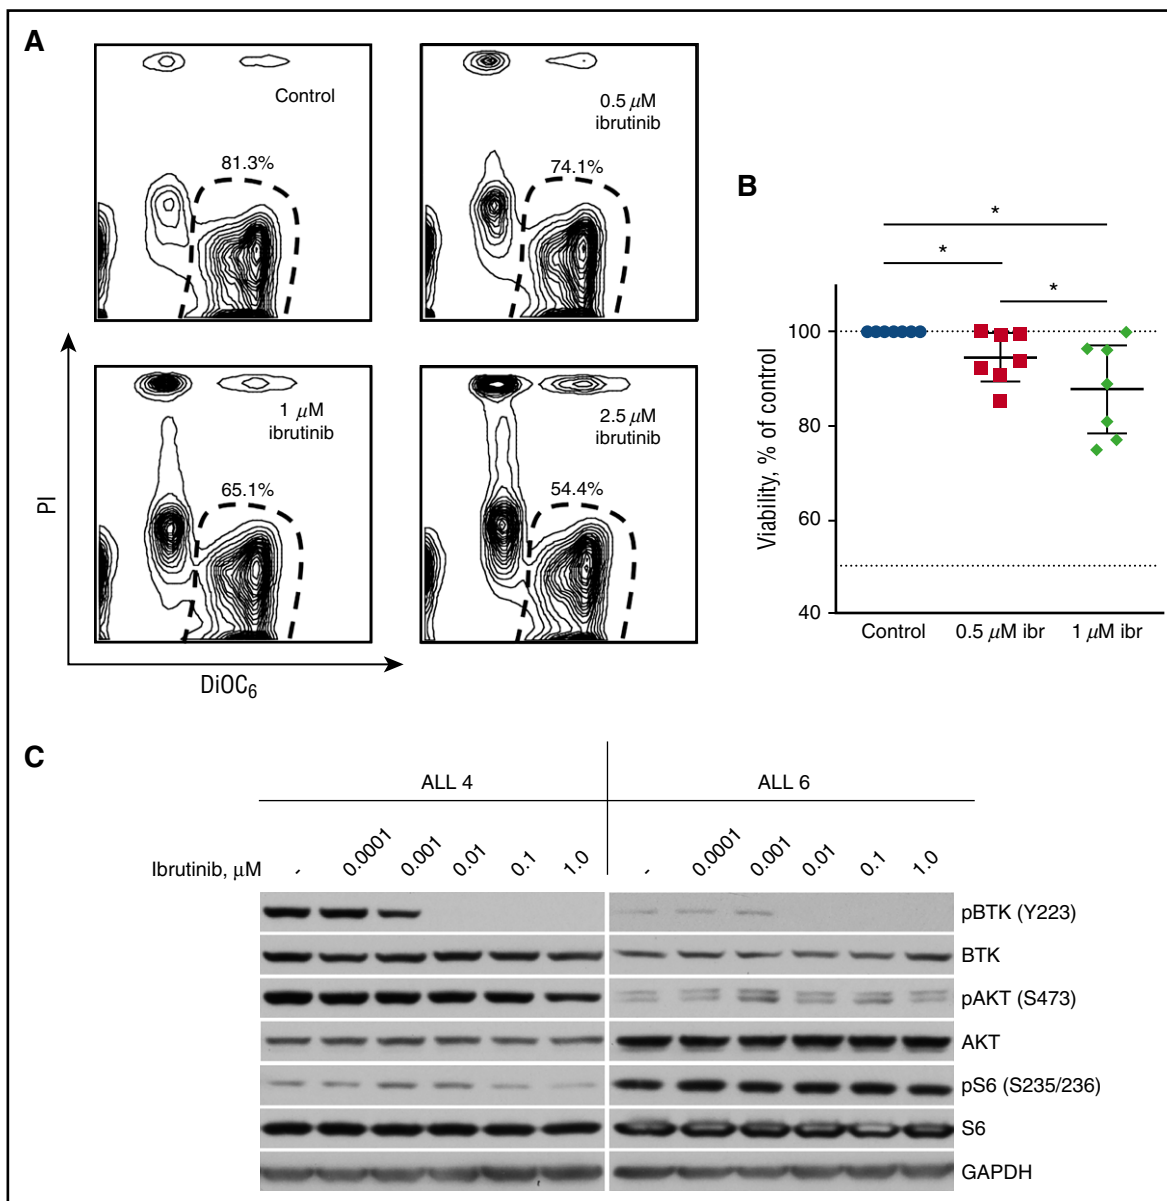 A
Control
81.3%
0.5 μM
ibrutinib
74.1%
1 μM
ibrutinib
65.1%
2.5 μM
ibrutinib
54.4%
PI
DiOC6
B
*
*
*
Viability, % of control
100
80
60
40
Control
0.5 μM ibr
1 μM ibr
C
ALL 4
ALL 6
Ibrutinib, μM
- 0.0001 0.001 0.01 0.1 1.0
- 0.0001 0.001 0.01 0.1 1.0
pBTK (Y223)
BTK
pAKT (S473)
AKT
pS6 (S235/236)
S6
GAPDH